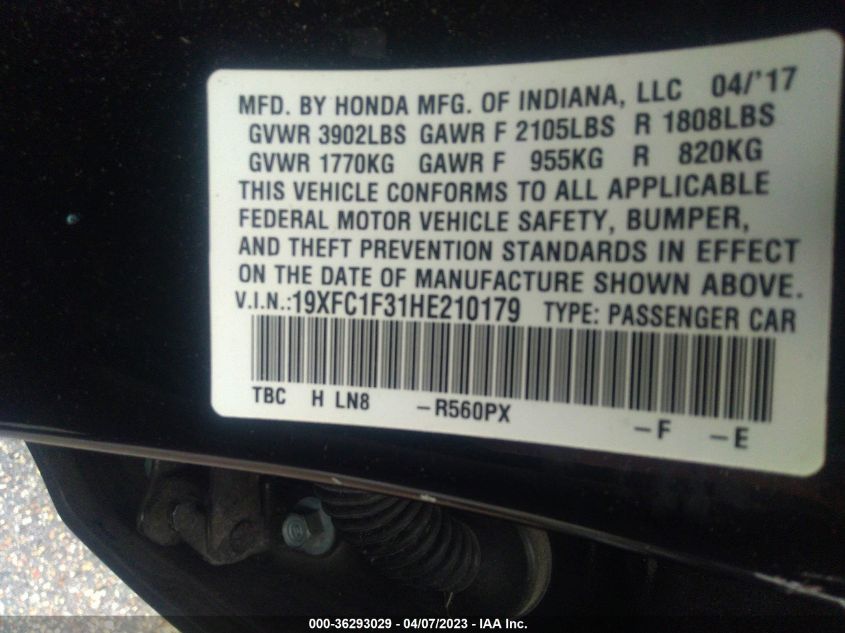 MFD. BY HONDA MFG. OF INDIANA, LLC 04/'17
GVWR 3902LBS GAWR F 2105LBS R 1808LBS
GVWR 1770KG GAWR F 955KG R 820KG
THIS VEHICLE CONFORMS TO ALL APPLICABLE
FEDERAL MOTOR VEHICLE SAFETY, BUMPER,
AND THEFT PREVENTION STANDARDS IN EFFECT
ON THE DATE OF MANUFACTURE SHOWN ABOVE.
V.I.N.:19XFC1F31HE210179 TYPE: PASSENGER CAR
TBC H LN8 -R560PX -F -E
000-36293029 - 04/07/2023 - IAA Inc.